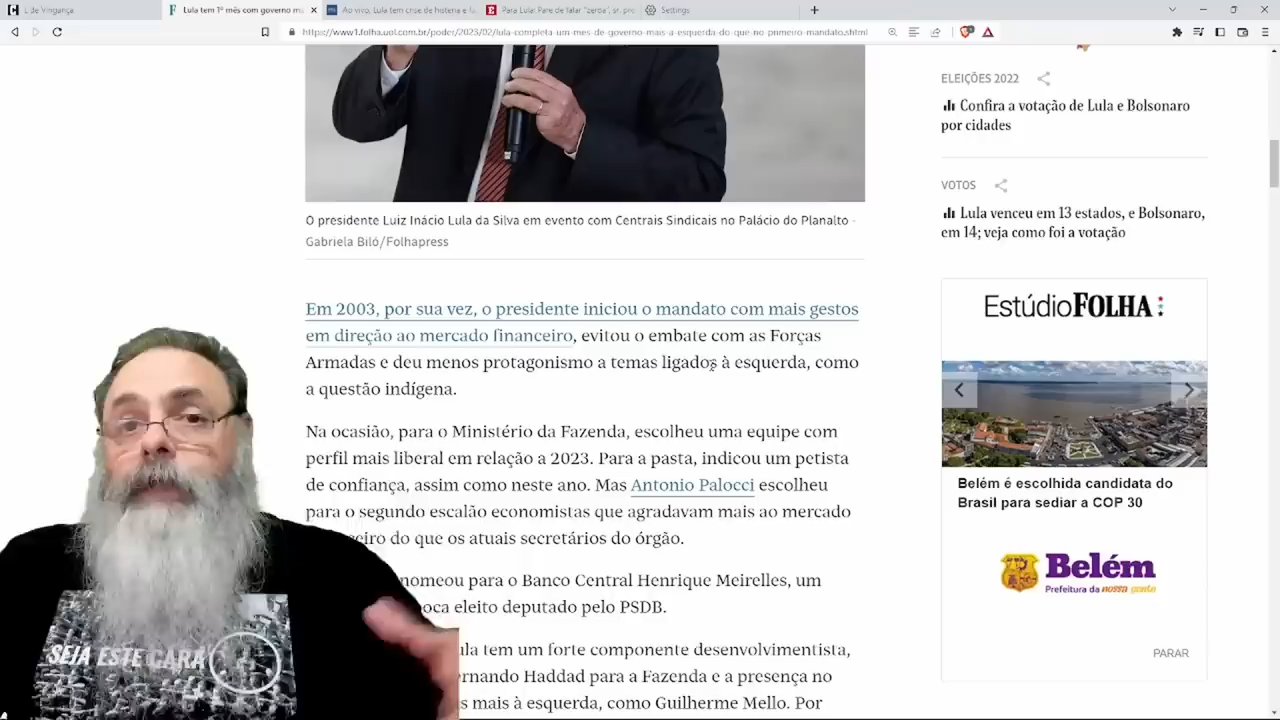 L de Vingança
Lula tem 1º mês com governo m
Ao vivo, Lula tem crise de histeria e f
Para Lula: Pare de falar "zerda", sr. pre
Settings
https://www1.folha.uol.com.br/poder/2023/02/lula-completa-um-mes-de-governo-mais-a-esquerda-do-que-no-primeiro-mandato.shtml
O presidente Luiz Inácio Lula da Silva em evento com Centrais Sindicais no Palácio do Planalto -
Gabriela Biló/Folhapress
Em 2003, por sua vez, o presidente iniciou o mandato com mais gestos
em direção ao mercado financeiro, evitou o embate com as Forças
Armadas e deu menos protagonismo a temas ligados à esquerda, como
a questão indígena.
Na ocasião, para o Ministério da Fazenda, escolheu uma equipe com
perfil mais liberal em relação a 2023. Para a pasta, indicou um petista
de confiança, assim como neste ano. Mas Antonio Palocci escolheu
para o segundo escalão economistas que agradavam mais ao mercado
eiro do que os atuais secretários do órgão.
nomeou para o Banco Central Henrique Meirelles, um
oca eleito deputado pelo PSDB.
ula tem um forte componente desenvolvimentista,
ernando Haddad para a Fazenda e a presença no
s mais à esquerda, como Guilherme Mello. Por
ELEIÇÕES 2022
Confira a votação de Lula e Bolsonaro
por cidades
VOTOS
Lula venceu em 13 estados, e Bolsonaro,
em 14; veja como foi a votação
Estúdio FOLHA
Belém é escolhida candidata do
Brasil para sediar a COP 30
Belém
Prefeitura da nossa gente
PARAR
SEJA ESTE CARA